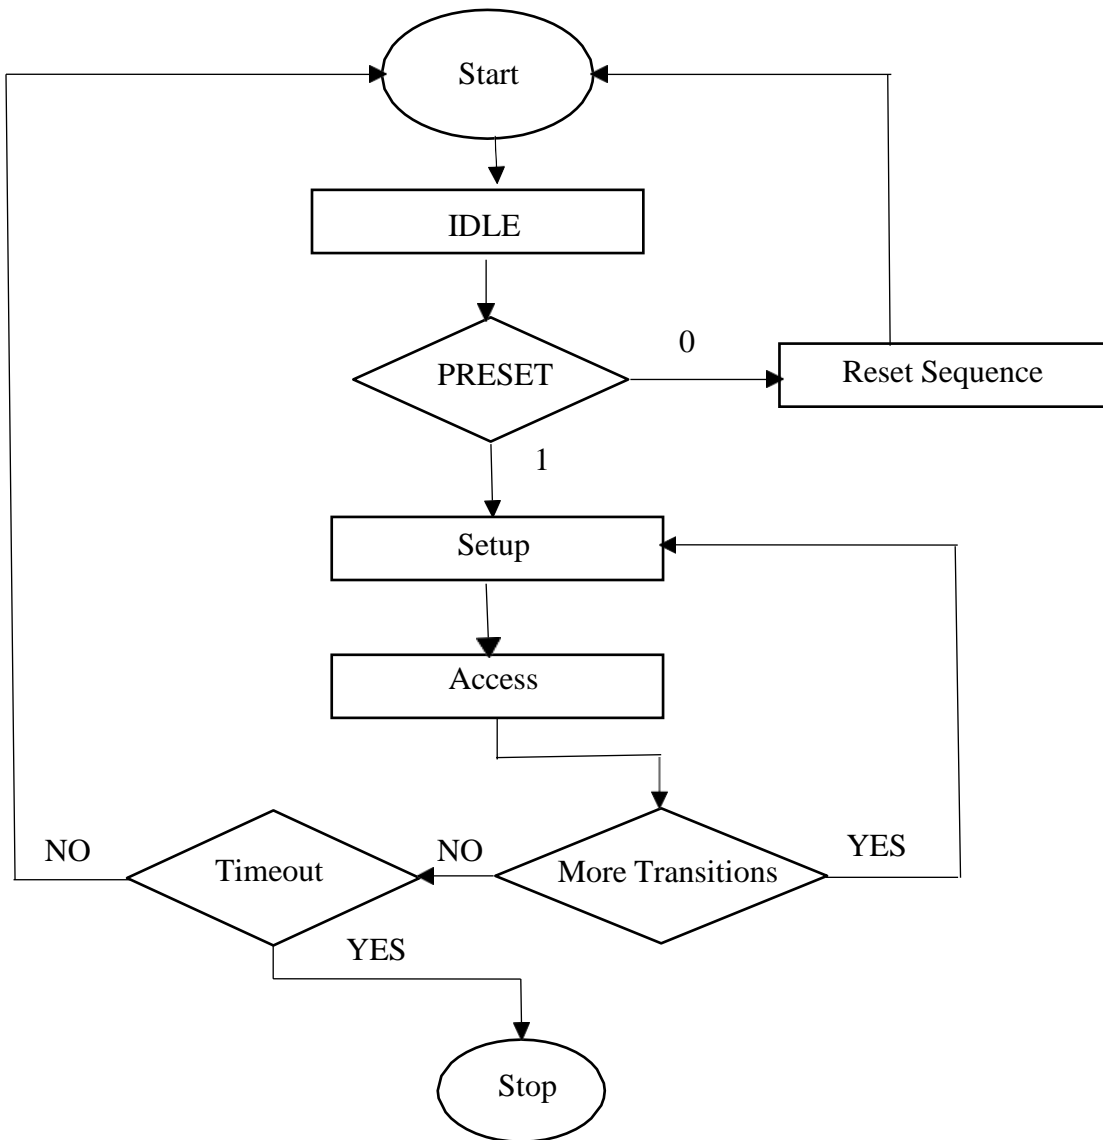 Start
IDLE
PRESET
0
Reset Sequence
1
Setup
Access
NO
Timeout
NO
More Transitions
YES
YES
Stop